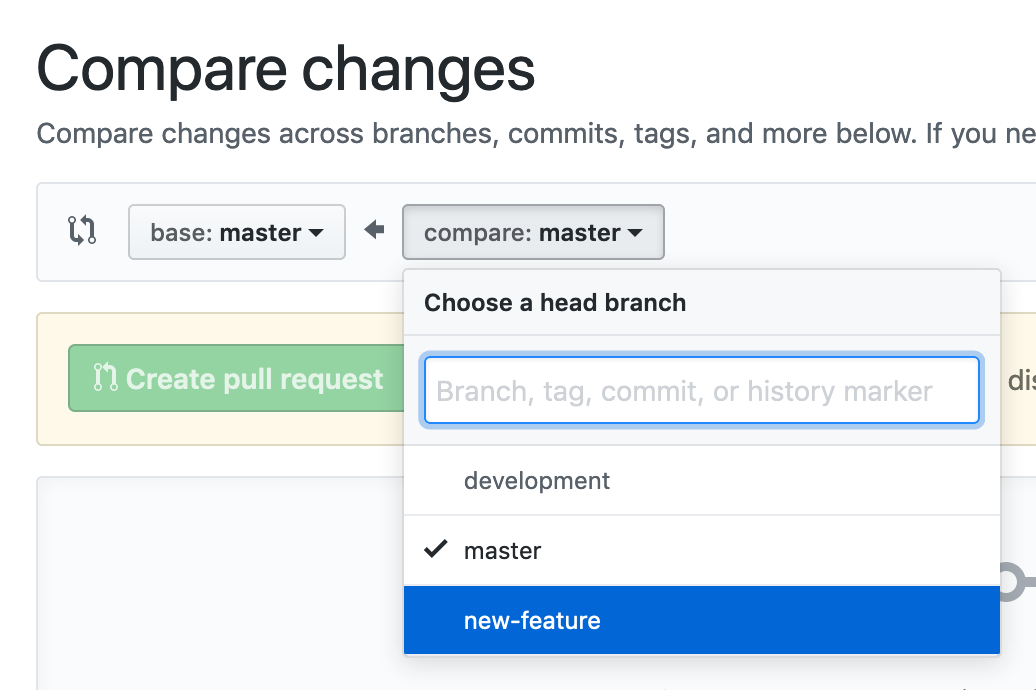 Compare changes
Compare changes across branches, commits, tags, and more below. If you ne
base: master
compare: master
Choose a head branch
Create pull request
Branch, tag, commit, or history marker
dis
development
master
new-feature